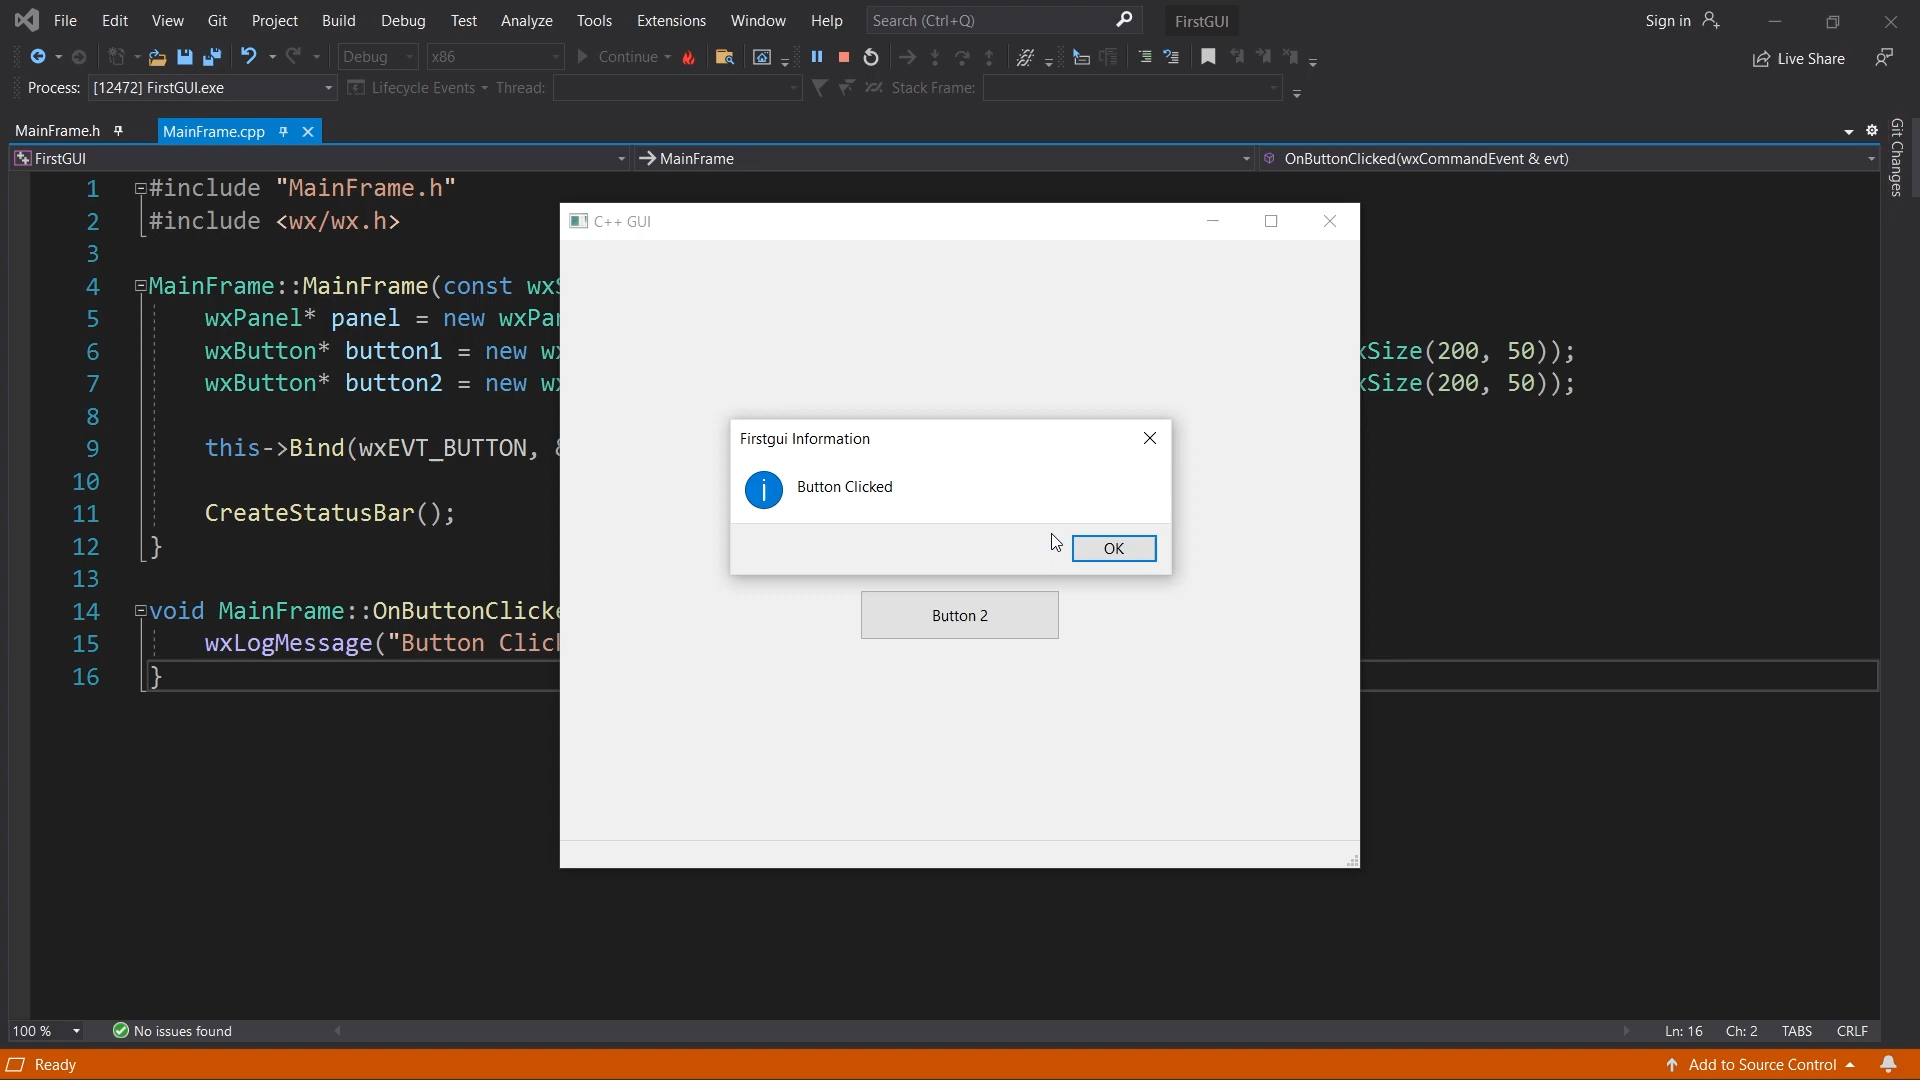 File Edit View Git Project Build Debug Test Analyze Tools Extensions Window Help Search (Ctrl+Q) FirstGUI Sign in
Debug x86 Continue Live Share
Process: [12472] FirstGUI.exe Lifecycle Events Thread: Stack Frame:
MainFrame.h MainFrame.cpp
FirstGUI MainFrame OnButtonClicked(wxCommandEvent & evt)
Git Changes
1 #include "MainFrame.h"
2 #include <wx/wx.h>
3
4 MainFrame::MainFrame(const wxS
5 wxPanel* panel = new wxPan
6 wxButton* button1 = new wx xSize(200, 50));
7 wxButton* button2 = new wx xSize(200, 50));
8
9 this->Bind(wxEVT_BUTTON, &
10
11 CreateStatusBar();
12 }
13
14 void MainFrame::OnButtonClicke
15 wxLogMessage("Button Click
16 }
C++ GUI
Firstgui Information
Button Clicked
OK
Button 2
100 % No issues found Ln: 16 Ch: 2 TABS CRLF
Ready Add to Source Control